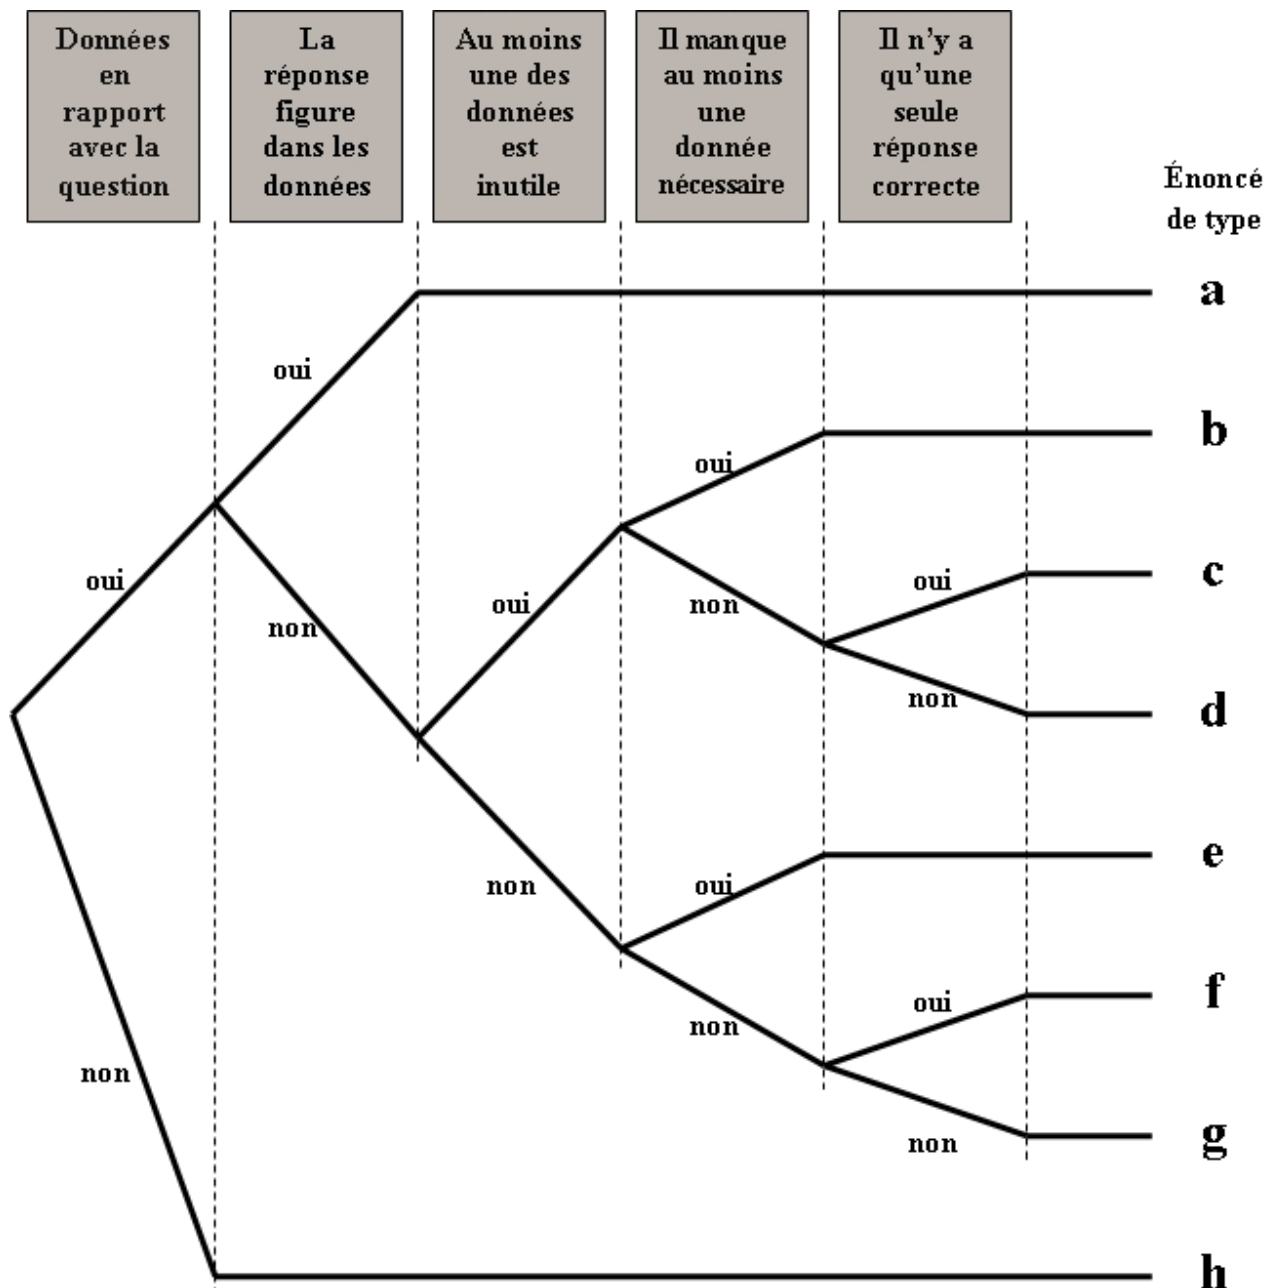 Données
en
rapport
avec la
question
La
réponse
figure
dans les
données
Au moins
une des
données
est
inutile
Il manque
au moins
une
donnée
nécessaire
Il n'y a
qu'une
seule
réponse
correcte
Énoncé
de type
a
oui
b
oui
oui
c
oui
oui
non
non
d
non
e
oui
non
f
oui
non
non
g
non
h